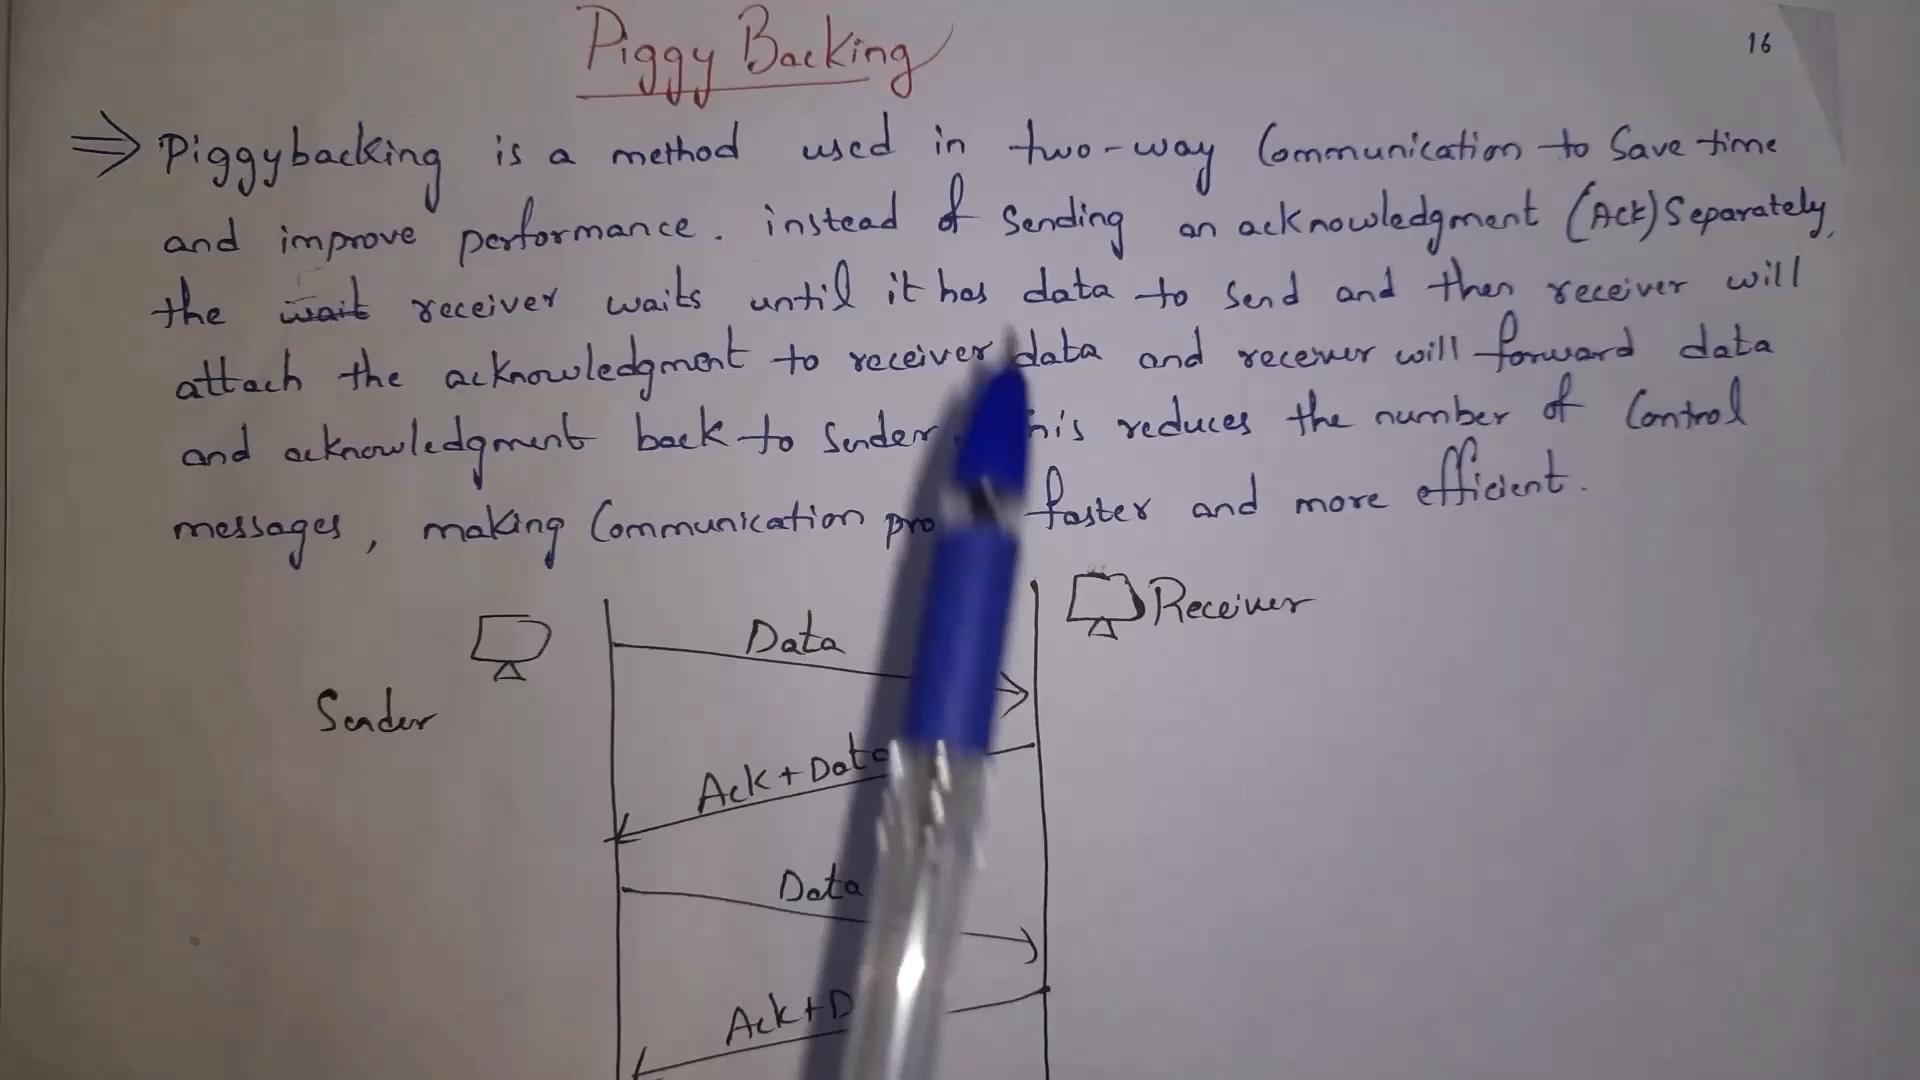 Piggy Backing
16
⇒ Piggybacking is a method used in two-way Communication to Save time
and improve performance. instead of Sending an acknowledgment (Ack) Separately,
the wait receiver waits until it has data to Send and then receiver will
attach the acknowledgment to receiver data and receiver will forward data
and acknowledgment back to Sender. reduces the number of Control
messages, making Communication faster and more efficient.
Receiver
Data
Sender
Ack + Data
Data
Ack +